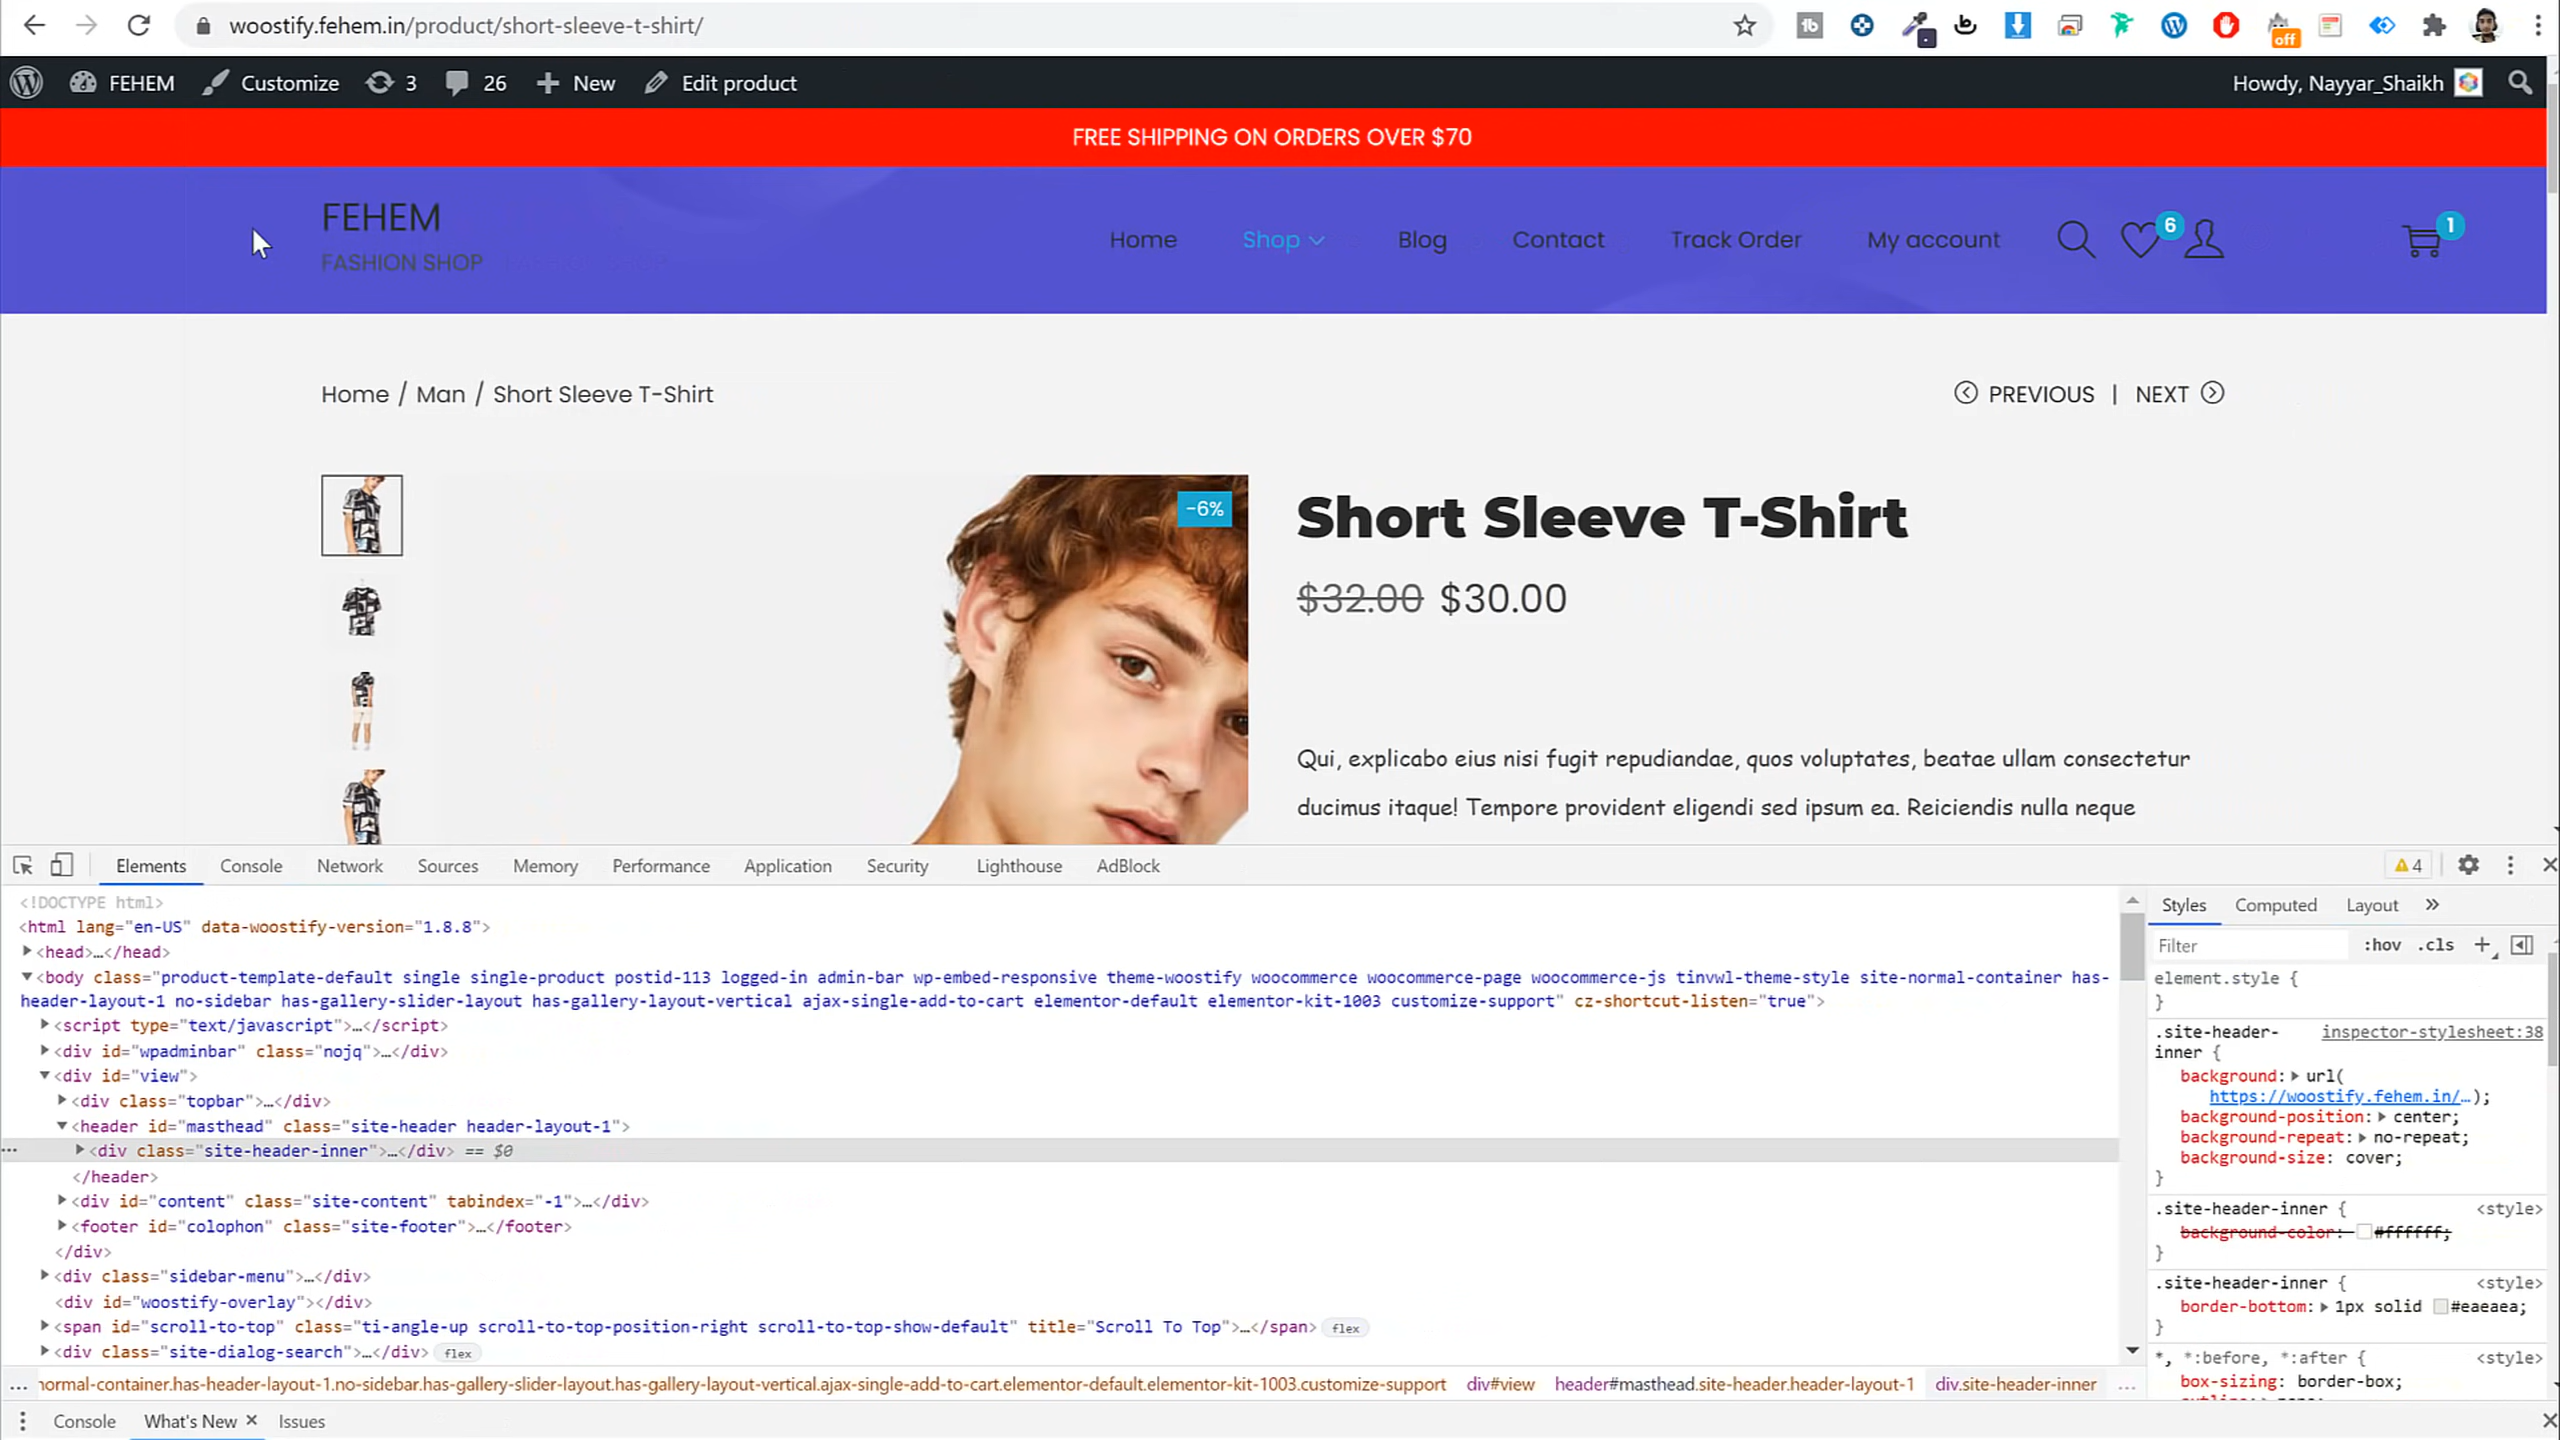 woostify.fehem.in/product/short-sleeve-t-shirt/
off
FEHEM Customize 3 26 New Edit product Howdy, Nayyar_Shaikh
FREE SHIPPING ON ORDERS OVER $70
FEHEM
FASHION SHOP
Home Shop Blog Contact Track Order My account 6 1
Home / Man / Short Sleeve T-Shirt PREVIOUS | NEXT
-6%
Short Sleeve T-Shirt
$32.00 $30.00
Qui, explicabo eius nisi fugit repudiandae, quos voluptates, beatae ullam consectetur
ducimus itaque! Tempore provident eligendi sed ipsum ea. Reiciendis nulla neque
Elements Console Network Sources Memory Performance Application Security Lighthouse AdBlock 4
<!DOCTYPE html>
<html lang="en-US" data-woostify-version="1.8.8">
<head>…</head>
<body class="product-template-default single single-product postid-113 logged-in admin-bar wp-embed-responsive theme-woostify woocommerce woocommerce-page woocommerce-js tinvwl-theme-style site-normal-container has-
header-layout-1 no-sidebar has-gallery-slider-layout has-gallery-layout-vertical ajax-single-add-to-cart elementor-default elementor-kit-1003 customize-support" cz-shortcut-listen="true">
<script type="text/javascript">…</script>
<div id="wpadminbar" class="nojq">…</div>
<div id="view">
<div class="topbar">…</div>
<header id="masthead" class="site-header header-layout-1">
… <div class="site-header-inner">…</div> == $0
</header>
<div id="content" class="site-content" tabindex="-1">…</div>
<footer id="colophon" class="site-footer">…</footer>
</div>
<div class="sidebar-menu">…</div>
<div id="woostify-overlay"></div>
<span id="scroll-to-top" class="ti-angle-up scroll-to-top-position-right scroll-to-top-show-default" title="Scroll To Top">…</span> flex
<div class="site-dialog-search">…</div> flex
Styles Computed Layout »
Filter :hov .cls +
element.style {
}
.site-header- inspector-stylesheet:38
inner {
background: url(
https://woostify.fehem.in/…);
background-position: center;
background-repeat: no-repeat;
background-size: cover;
}
.site-header-inner { <style>
background-color: #ffffff;
}
.site-header-inner { <style>
border-bottom: 1px solid #eaeaea;
}
*, *:before, *:after { <style>
box-sizing: border-box;
… normal-container.has-header-layout-1.no-sidebar.has-gallery-slider-layout.has-gallery-layout-vertical.ajax-single-add-to-cart.elementor-default.elementor-kit-1003.customize-support div#view header#masthead.site-header.header-layout-1 div.site-header-inner …
Console What's New Issues